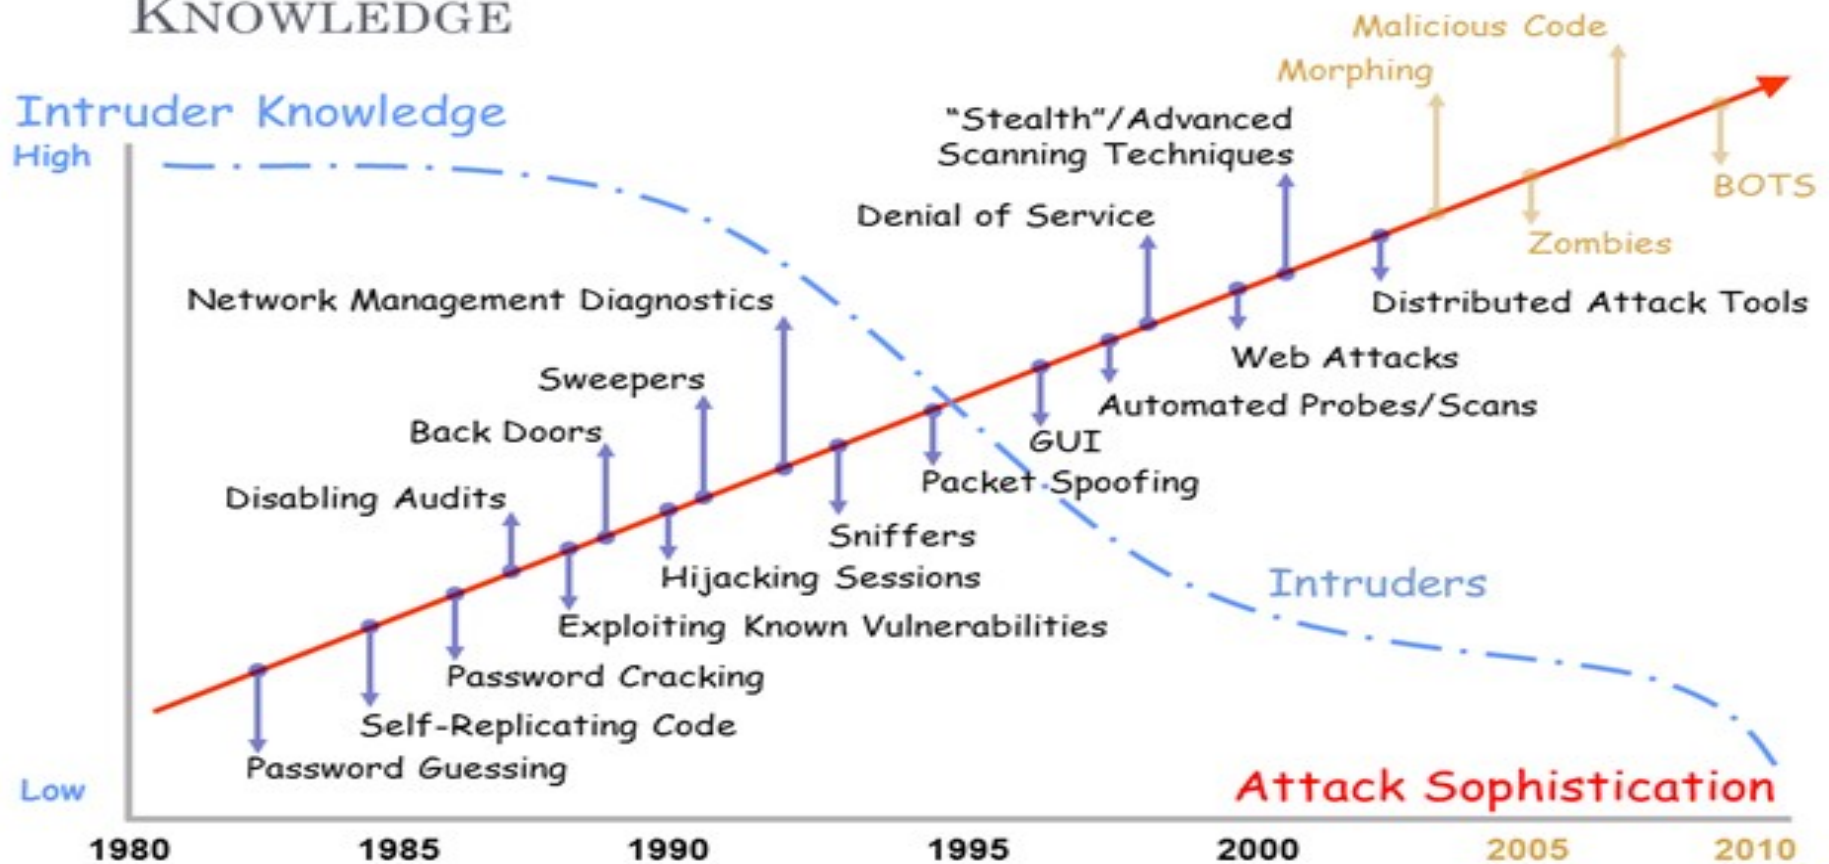 KNOWLEDGE
Malicious Code
Morphing
Intruder Knowledge
High
"Stealth"/Advanced
Scanning Techniques
BOTS
Denial of Service
Zombies
Network Management Diagnostics
Distributed Attack Tools
Web Attacks
Sweepers
Automated Probes/Scans
Back Doors
GUI
Packet Spoofing
Disabling Audits
Sniffers
Hijacking Sessions
Intruders
Exploiting Known Vulnerabilities
Password Cracking
Self-Replicating Code
Password Guessing
Low
Attack Sophistication
1980 1985 1990 1995 2000 2005 2010